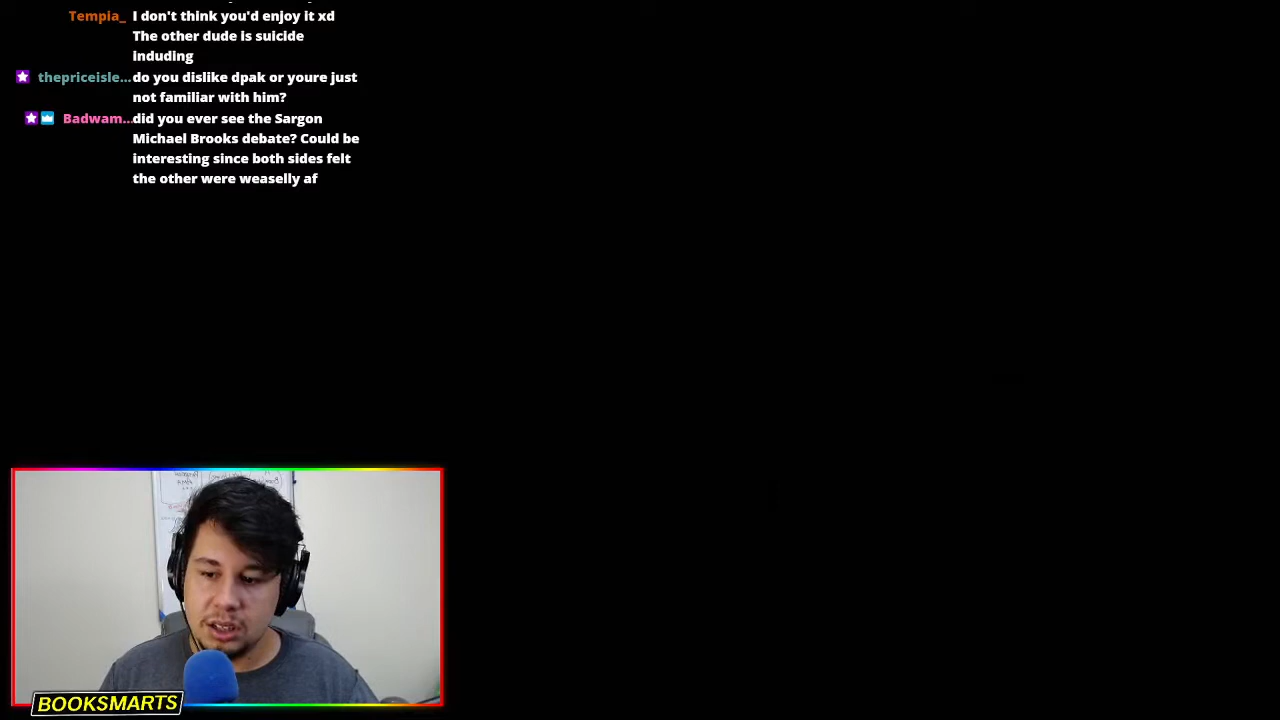 Tempia_ I don't think you'd enjoy it xd
The other dude is suicide
induding
thepriceisle... do you dislike dpak or youre just
not familiar with him?
Badwam... did you ever see the Sargon
Michael Brooks debate? Could be
interesting since both sides felt
the other were weaselly af
BOOKSMARTS